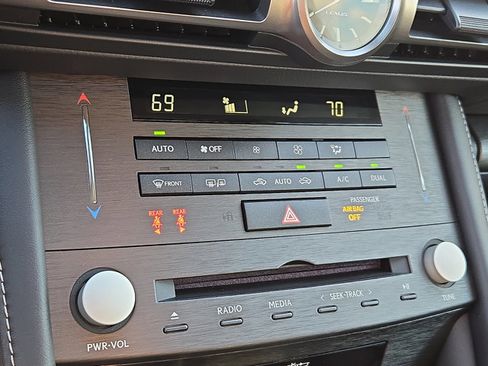 LEXUS
69 70
AUTO OFF
FRONT AUTO A/C DUAL
REAR REAR
PASSENGER
AIRBAG
OFF
RADIO MEDIA < SEEK·TRACK >
PWR·VOL TUNE